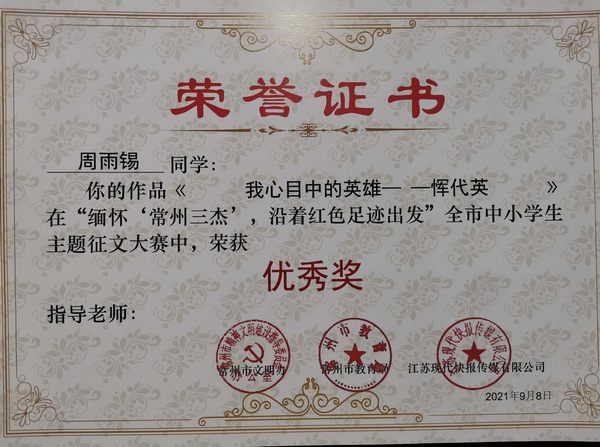 荣誉证书
周雨锡 同学:
你的作品《 我心目中的英雄— —恽代英 》
在“缅怀‘常州三杰’,沿着红色足迹出发”全市中小学生
主题征文大赛中,荣获
优秀奖
指导老师:
常州市文明办 常州市教育局 江苏现代快报传媒有限公司
2021年9月8日